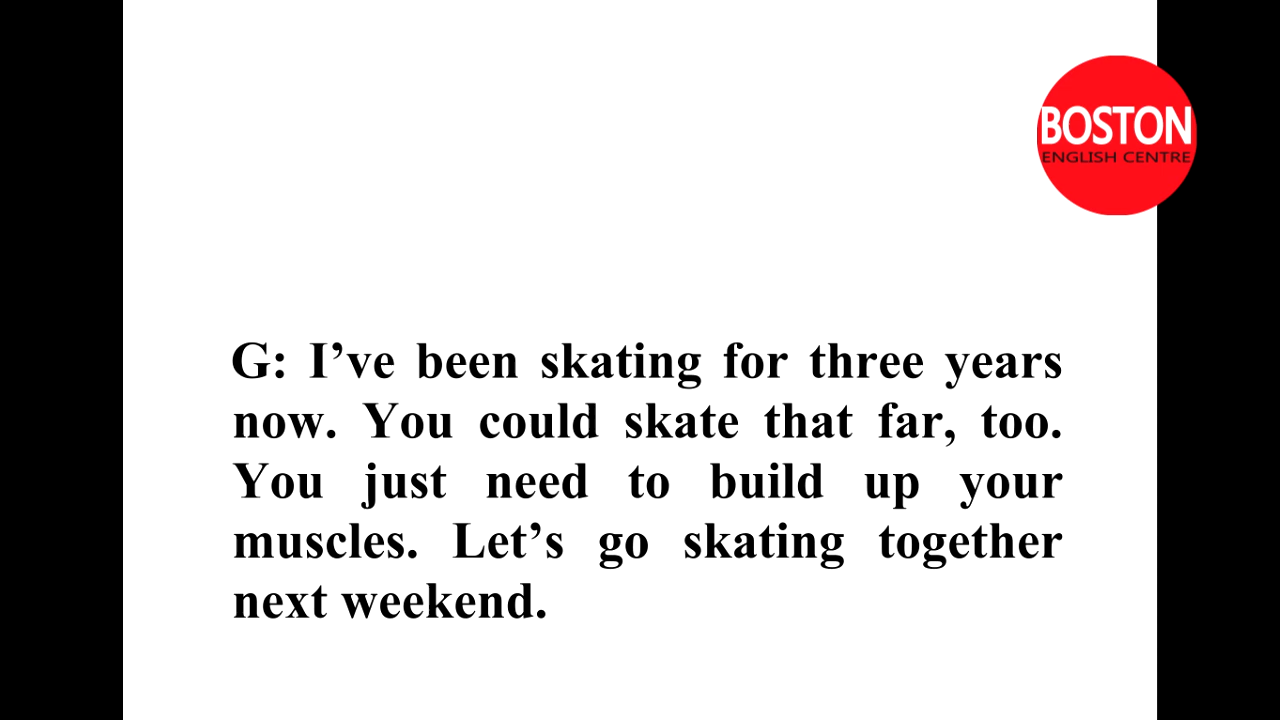 BOSTON
ENGLISH CENTRE
G: I’ve been skating for three years
now. You could skate that far, too.
You just need to build up your
muscles. Let’s go skating together
next weekend.